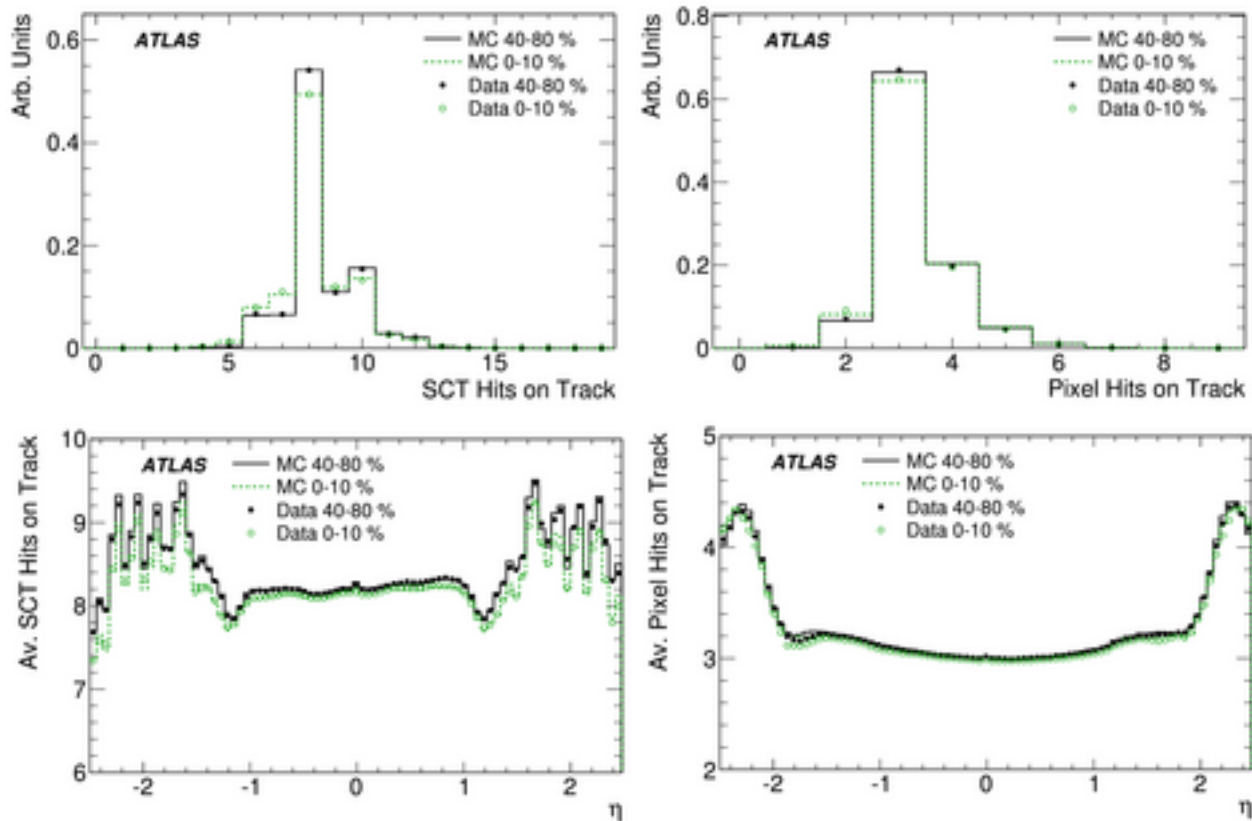 Arb. Units
0.6
0.4
0.2
0
ATLAS
MC 40-80 %
MC 0-10 %
Data 40-80 %
Data 0-10 %
0 5 10 15
SCT Hits on Track
Arb. Units
0.8
0.6
0.4
0.2
0
ATLAS
MC 40-80 %
MC 0-10 %
Data 40-80 %
Data 0-10 %
0 2 4 6 8
Pixel Hits on Track
Av. SCT Hits on Track
10
9
8
7
6
ATLAS
MC 40-80 %
MC 0-10 %
Data 40-80 %
Data 0-10 %
-2 -1 0 1 2
η
Av. Pixel Hits on Track
5
4
3
2
ATLAS
MC 40-80 %
MC 0-10 %
Data 40-80 %
Data 0-10 %
-2 -1 0 1 2
η